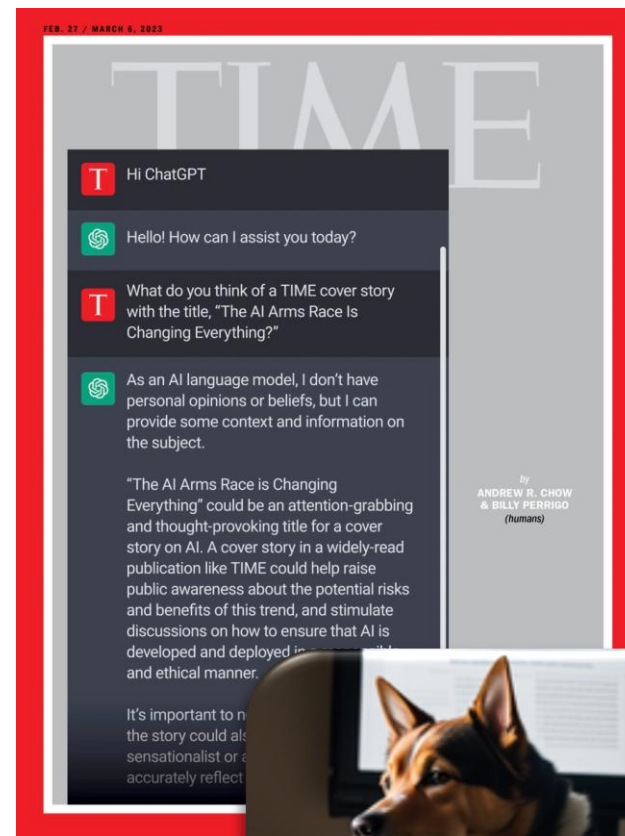 FEB. 27 / MARCH 6, 2023
TIME
T
Hi ChatGPT
Hello! How can I assist you today?
T
What do you think of a TIME cover story
with the title, “The AI Arms Race Is
Changing Everything?”
As an AI language model, I don’t have
personal opinions or beliefs, but I can
provide some context and information on
the subject.
“The AI Arms Race is Changing
Everything” could be an attention-grabbing
and thought-provoking title for a cover
story on AI. A cover story in a widely-read
publication like TIME could help raise
public awareness about the potential risks
and benefits of this trend, and stimulate
discussions on how to ensure that AI is
developed and deployed in
and ethical manner.
It’s important to
the story could
sensationalist or
accurately reflect
by
ANDREW R. CHOW
& BILLY PERRIGO
(humans)